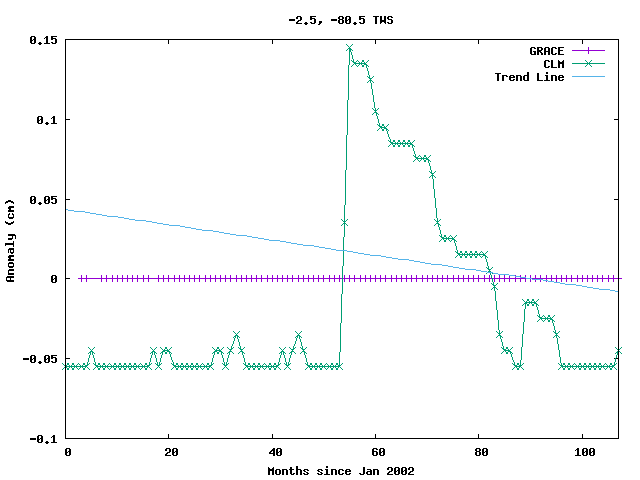 -2.5, -80.5 TWS
GRACE
CLM
Trend Line
0.15
0.1
0.05
0
-0.05
-0.1
Anomaly (cm)
0 20 40 60 80 100
Months since Jan 2002